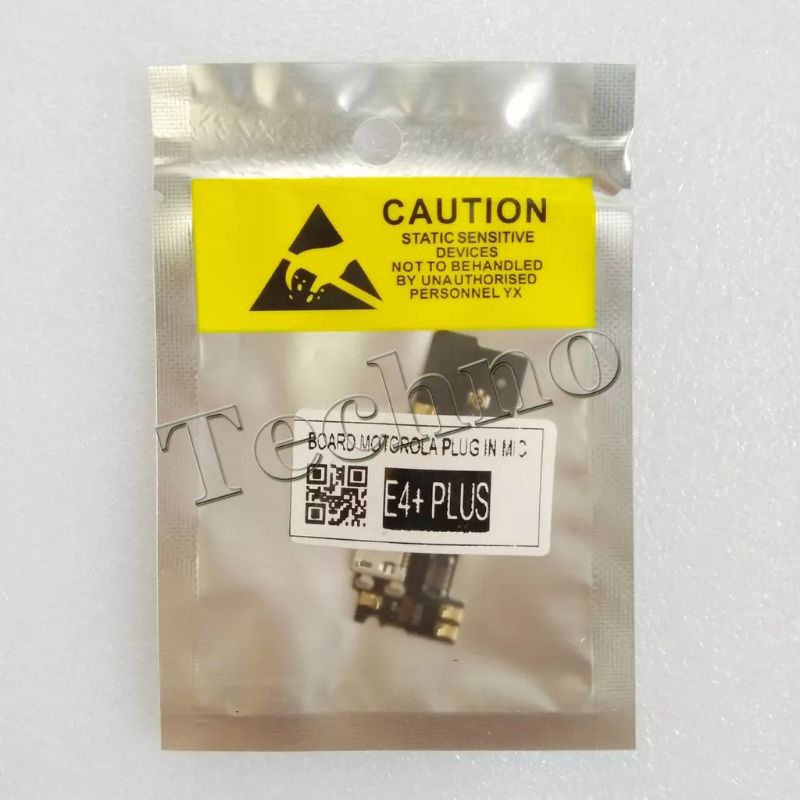 CAUTION
STATIC SENSITIVE
DEVICES
NOT TO BEHANDLED
BY UNAUTHORISED
PERSONNEL YX
Techno
BOARD MOTOROLA PLUG IN MIC
E4+ PLUS